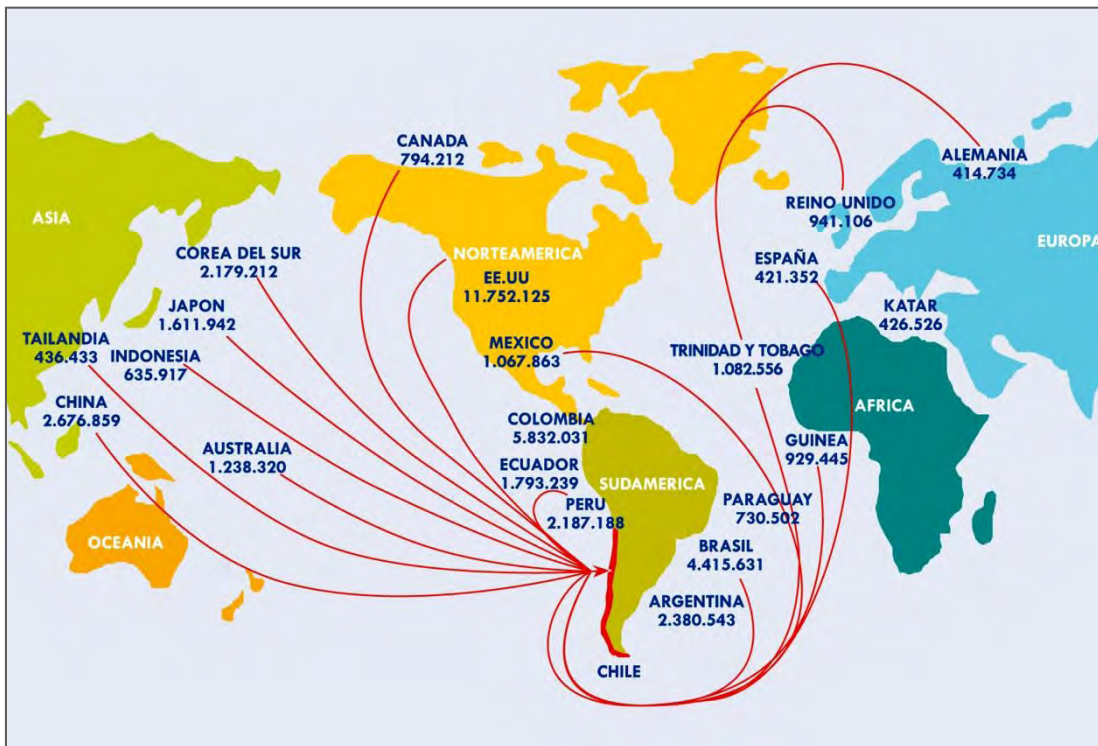 CANADA
794.212
ALEMANIA
414.734
ASIA
REINO UNIDO
941.106
COREA DEL SUR
2.179.212
NORTEAMERICA
ESPAÑA
421.352
EUROPA
EE.UU
11.752.125
JAPON
1.611.942
KATAR
426.526
TAILANDIA
436.433
INDONESIA
635.917
MEXICO
1.067.863
TRINIDAD Y TOBAGO
1.082.556
CHINA
2.676.859
AFRICA
COLOMBIA
5.832.031
AUSTRALIA
1.238.320
GUINEA
929.445
ECUADOR
1.793.239
SUDAMERICA
PERU
2.187.188
PARAGUAY
730.502
OCEANIA
BRASIL
4.415.631
ARGENTINA
2.380.543
CHILE